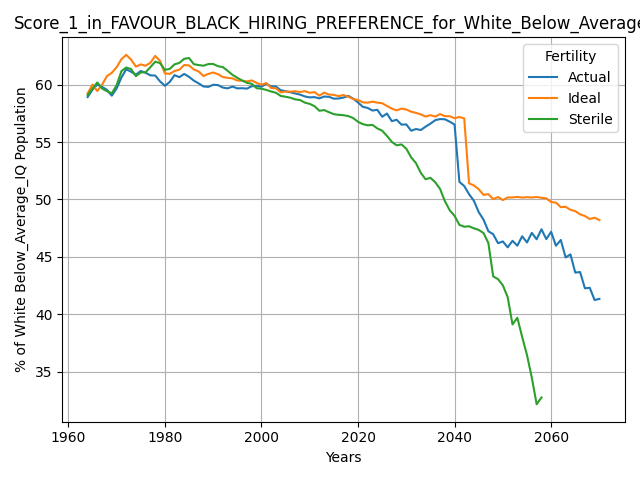 Score_1_in_FAVOUR_BLACK_HIRING_PREFERENCE_for_White_Below_Average
Fertility
Actual
Ideal
Sterile
% of White Below_Average_IQ Population
60
55
50
45
40
35
1960
1980
2000
2020
2040
2060
Years